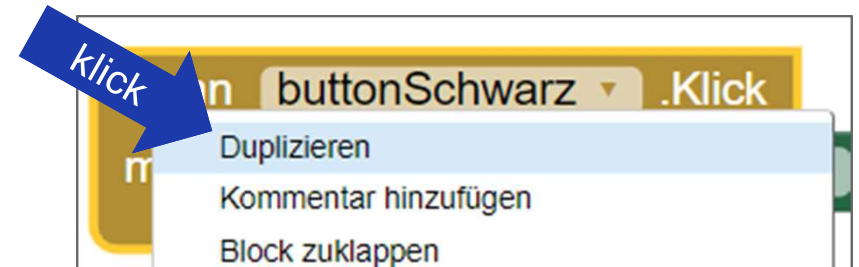 klick
buttonSchwarz .Klick
Duplizieren
Kommentar hinzufügen
Block zuklappen